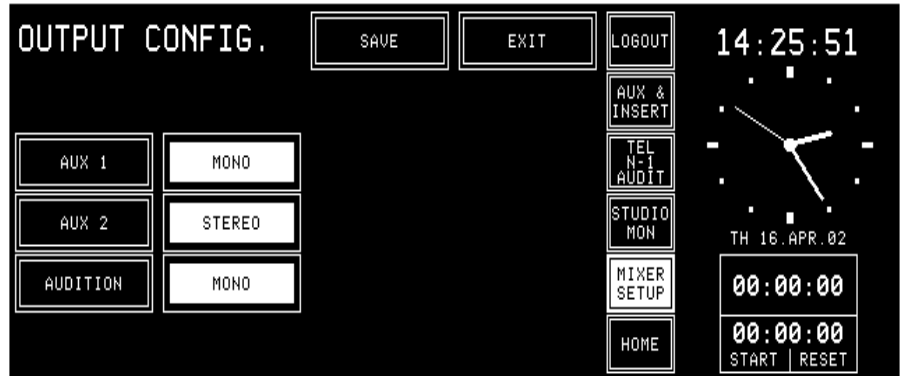 OUTPUT CONFIG.
SAVE
EXIT
AUX 1
MONO
AUX 2
STEREO
AUDITION
MONO
LOGOUT
AUX &
INSERT
TEL
N-1
AUDIT
STUDIO
MON
MIXER
SETUP
HOME
14:25:51
TH 16.APR.02
00:00:00
00:00:00
START
RESET